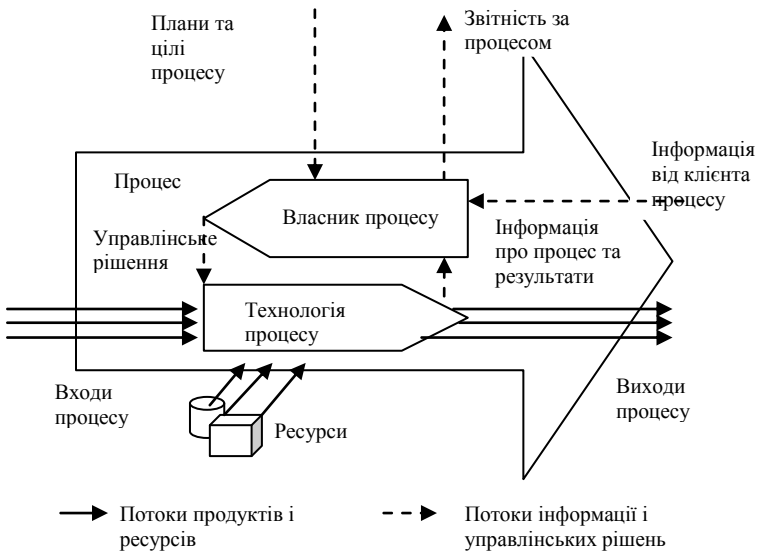 Плани та
цілі
процесу
Звітність за
процесом
Інформація
від клієнта
процесу
Процес
Власник процесу
Управлінське
рішення
Інформація
про процес та
результати
Технологія
процесу
Входи
процесу
Ресурси
Виходи
процесу
Потоки продуктів і
ресурсів
Потоки інформації і
управлінських рішень